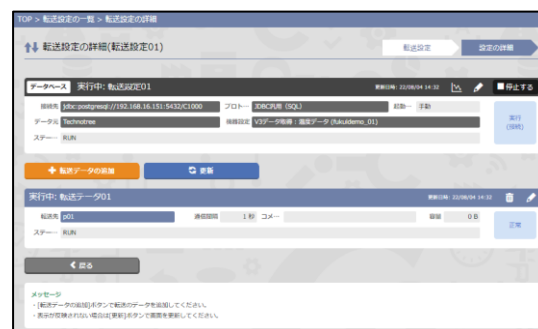 TOP > 転送設定の一覧 > 転送設定の詳細
転送設定の詳細(転送設定01)
転送設定 設定の詳細
データベース 実行中: 転送設定01 更新日時: 22/08/04 14:32 停止する
接続先 jdbc:postgresql://192.168.16.151:5432/C1000 プロト… JDBC汎用 (SQL) 起動… 手動
データ元 Technotree 機器設定 V3データ取得：指定データ (fukuidemo_01)
ステー… RUN
実行
(接続)
転送データの追加 更新
実行中: 転送データ01 更新日時: 22/08/04 14:32
転送先 p01 通信間隔 1 秒 コメ… 容量 0 B
ステー… RUN
正常
戻る
メッセージ
・[転送データの追加]ボタンで転送のデータを追加してください。
・表示が反映されない場合は[更新]ボタンで画面を更新してください。